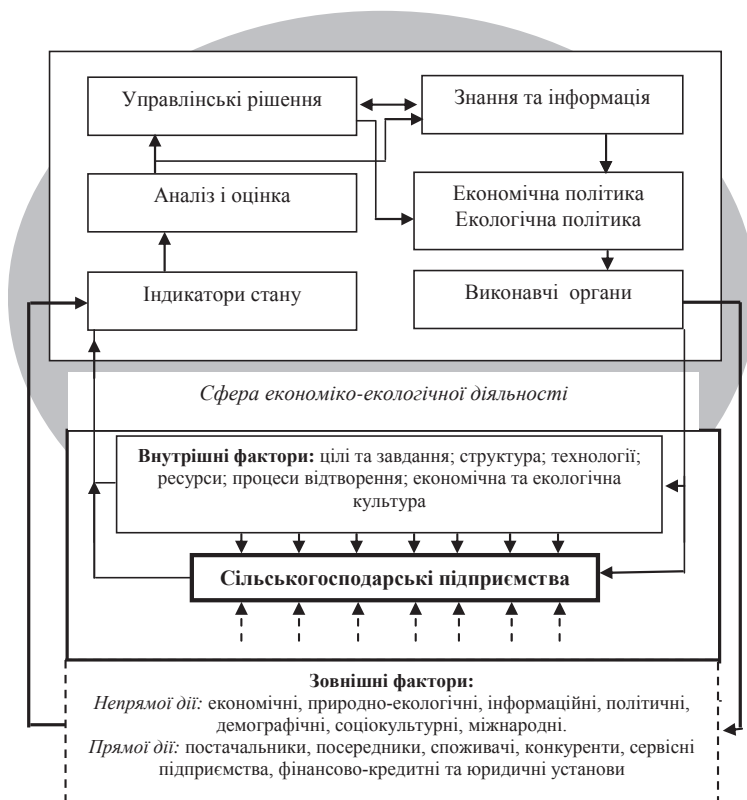 Управлінські рішення
Знання та інформація
Аналіз і оцінка
Економічна політика
Екологічна політика
Індикатори стану
Виконавчі органи
Сфера економіко-екологічної діяльності
Внутрішні фактори: цілі та завдання; структура; технології;
ресурси; процеси відтворення; економічна та екологічна
культура
Сільськогосподарські підприємства
Зовнішні фактори:
Непрямої дії: економічні, природно-екологічні, інформаційні, політичні,
демографічні, соціокультурні, міжнародні.
Прямої дії: постачальники, посередники, споживачі, конкуренти, сервісні
підприємства, фінансово-кредитні та юридичні установи